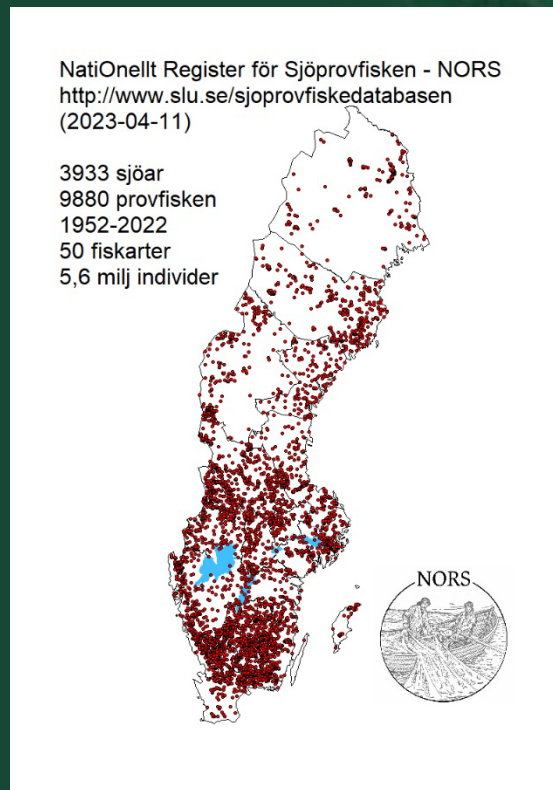 NatiOnellt Register för Sjöprovfisken - NORS
http://www.slu.se/sjoprovfiskedatabasen
(2023-04-11)
3933 sjöar
9880 provfisken
1952-2022
50 fiskarter
5,6 milj individer
NORS